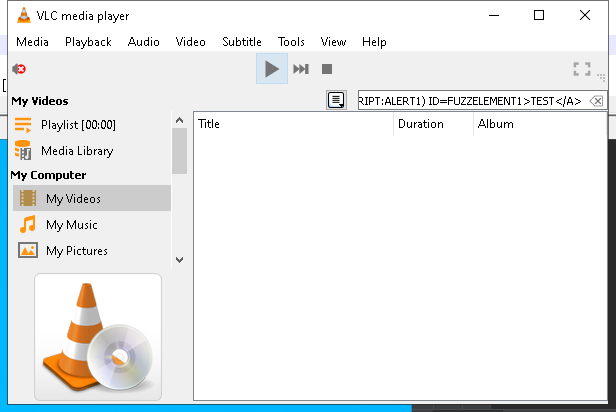 VLC media player
Media Playback Audio Video Subtitle Tools View Help
My Videos
RIPT:ALERT1) ID=FUZZELEMENT1>TEST</A>
Playlist [00:00]
Title Duration Album
Media Library
My Computer
My Videos
My Music
My Pictures